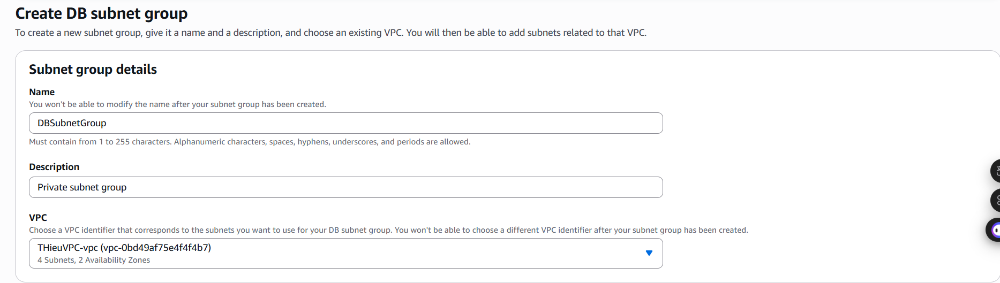 Create DB subnet group
To create a new subnet group, give it a name and a description, and choose an existing VPC. You will then be able to add subnets related to that VPC.
Subnet group details
Name
You won't be able to modify the name after your subnet group has been created.
DBSubnetGroup
Must contain from 1 to 255 characters. Alphanumeric characters, spaces, hyphens, underscores, and periods are allowed.
Description
Private subnet group
VPC
Choose a VPC identifier that corresponds to the subnets you want to use for your DB subnet group. You won't be able to choose a different VPC identifier after your subnet group has been created.
THieuVPC-vpc (vpc-0bd49af75e4f4f4b7)
4 Subnets, 2 Availability Zones